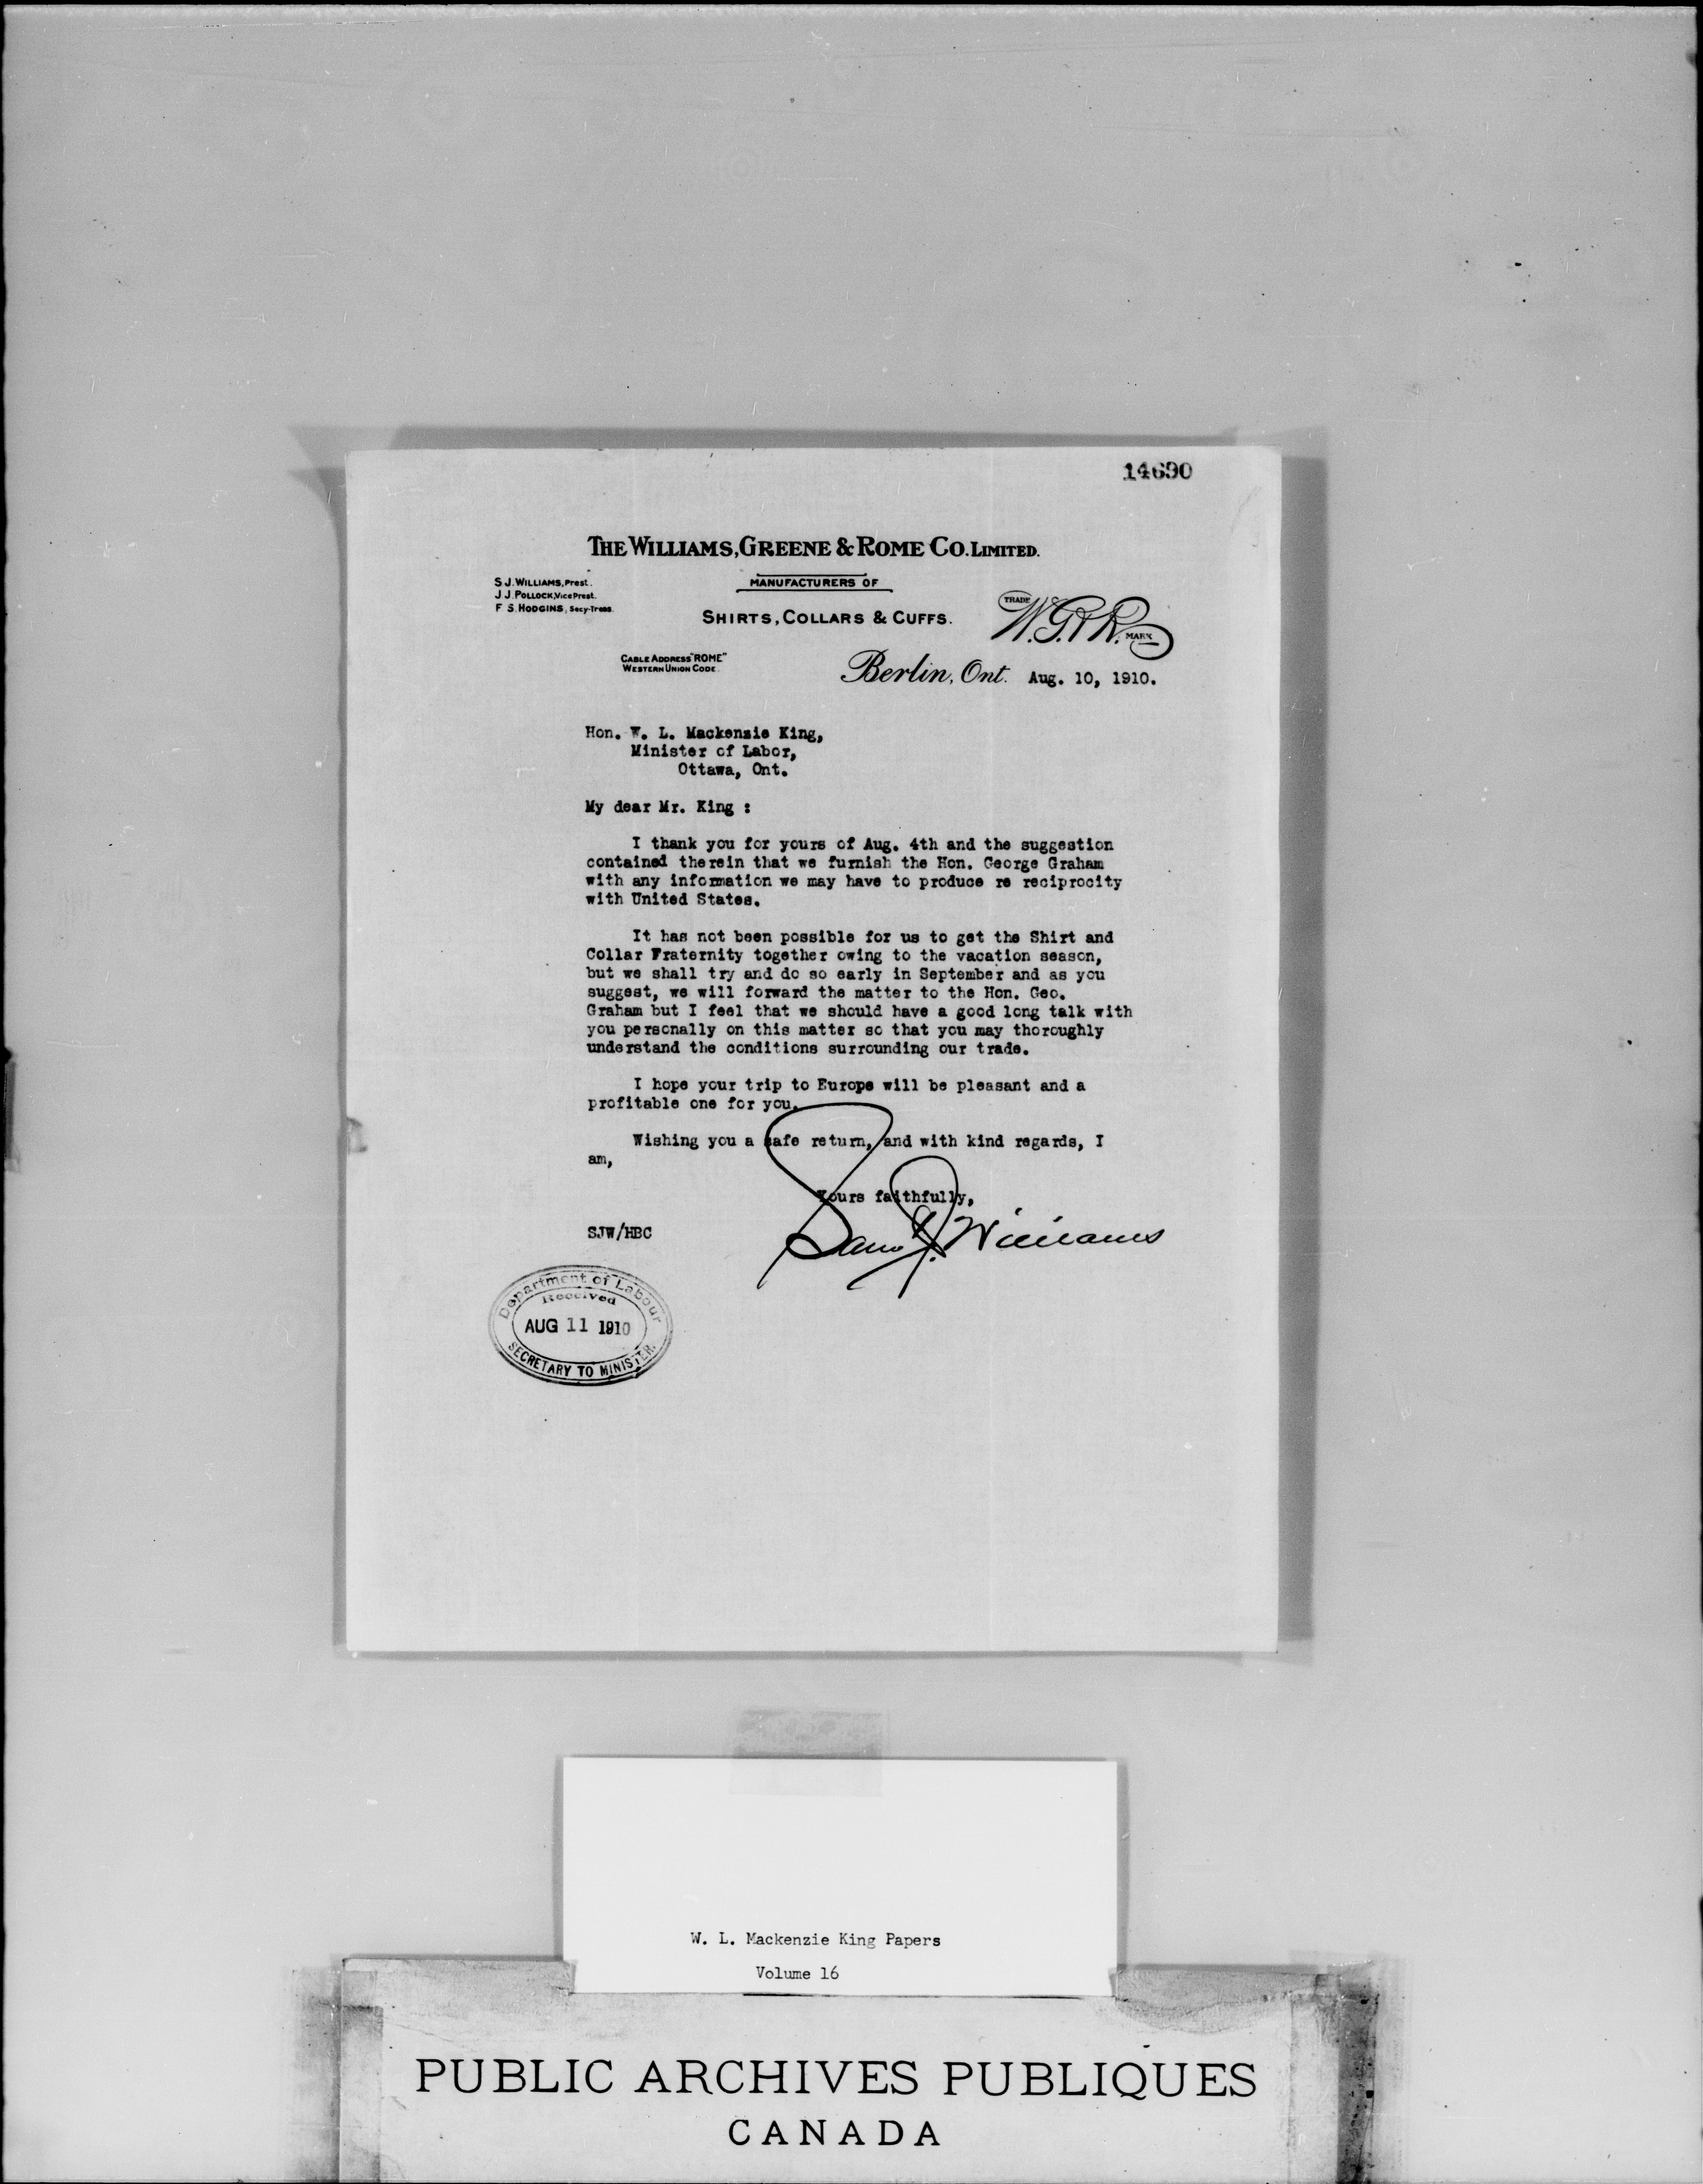 14690
THE WILLIAMS, GREENE & ROME CO. LIMITED.
S. J. WILLIAMS, Prest.
J. J. POLLOCK, Vice Prest.
F. S. HODGINS, Secy-Treas.
MANUFACTURERS OF
SHIRTS, COLLARS & CUFFS.
TRADE W.G.&R. MARK
CABLE ADDRESS "ROME"
WESTERN UNION CODE.
Berlin, Ont. Aug. 10, 1910.
Hon. W. L. Mackenzie King,
Minister of Labor,
Ottawa, Ont.
My dear Mr. King :
I thank you for yours of Aug. 4th and the suggestion
contained therein that we furnish the Hon. George Graham
with any information we may have to produce re reciprocity
with United States.
It has not been possible for us to get the Shirt and
Collar Fraternity together owing to the vacation season,
but we shall try and do so early in September and as you
suggest, we will forward the matter to the Hon. Geo.
Graham but I feel that we should have a good long talk with
you personally on this matter so that you may thoroughly
understand the conditions surrounding our trade.
I hope your trip to Europe will be pleasant and a
profitable one for you.
Wishing you a safe return, and with kind regards, I
am,
Yours faithfully,
SJW/HBC
Sam J. Williams
Department of Labour
Received
AUG 11 1910
SECRETARY TO MINISTER.
W. L. Mackenzie King Papers
Volume 16
PUBLIC ARCHIVES PUBLIQUES
CANADA